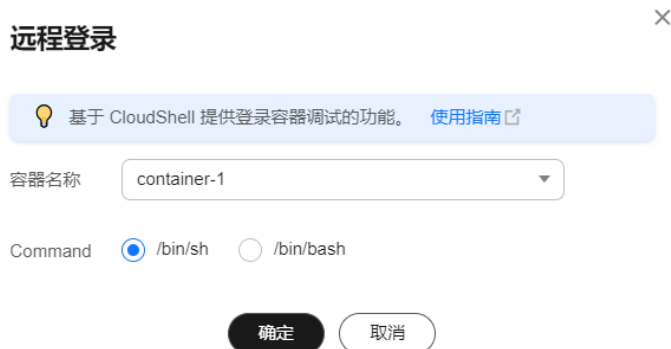 远程登录
基于 CloudShell 提供登录容器调试的功能。 使用指南
容器名称 container-1
Command /bin/sh /bin/bash
确定 取消